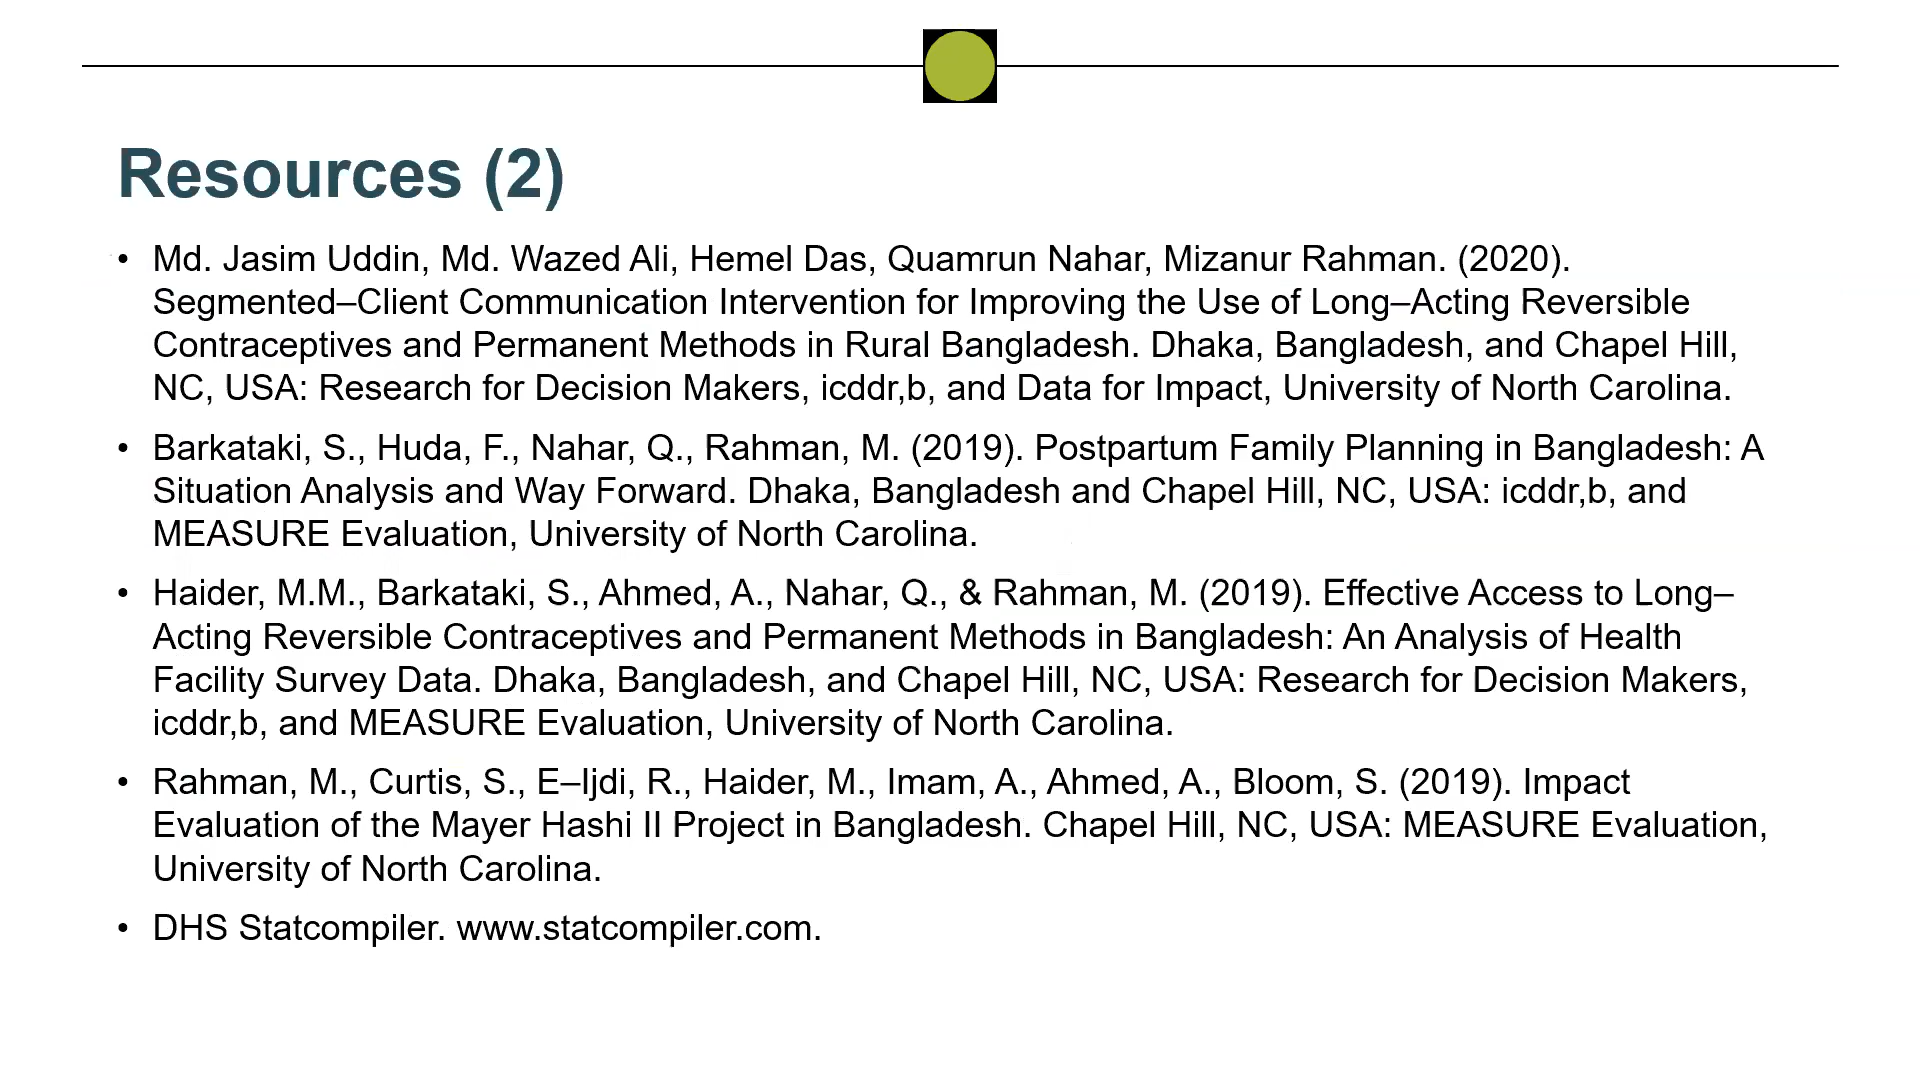 Resources (2)
• Md. Jasim Uddin, Md. Wazed Ali, Hemel Das, Quamrun Nahar, Mizanur Rahman. (2020).
Segmented–Client Communication Intervention for Improving the Use of Long–Acting Reversible
Contraceptives and Permanent Methods in Rural Bangladesh. Dhaka, Bangladesh, and Chapel Hill,
NC, USA: Research for Decision Makers, icddr,b, and Data for Impact, University of North Carolina.
• Barkataki, S., Huda, F., Nahar, Q., Rahman, M. (2019). Postpartum Family Planning in Bangladesh: A
Situation Analysis and Way Forward. Dhaka, Bangladesh and Chapel Hill, NC, USA: icddr,b, and
MEASURE Evaluation, University of North Carolina.
• Haider, M.M., Barkataki, S., Ahmed, A., Nahar, Q., & Rahman, M. (2019). Effective Access to Long–
Acting Reversible Contraceptives and Permanent Methods in Bangladesh: An Analysis of Health
Facility Survey Data. Dhaka, Bangladesh, and Chapel Hill, NC, USA: Research for Decision Makers,
icddr,b, and MEASURE Evaluation, University of North Carolina.
• Rahman, M., Curtis, S., E–Ijdi, R., Haider, M., Imam, A., Ahmed, A., Bloom, S. (2019). Impact
Evaluation of the Mayer Hashi II Project in Bangladesh. Chapel Hill, NC, USA: MEASURE Evaluation,
University of North Carolina.
• DHS Statcompiler. www.statcompiler.com.